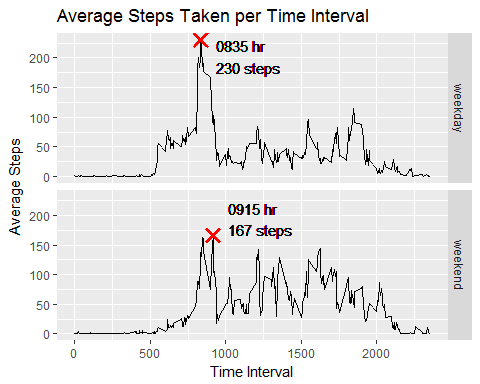 Average Steps Taken per Time Interval
Average Steps
200
150
100
50
0
0835 hr
230 steps
weekday
200
150
100
50
0
0915 hr
167 steps
weekend
0
500
1000
1500
2000
Time Interval